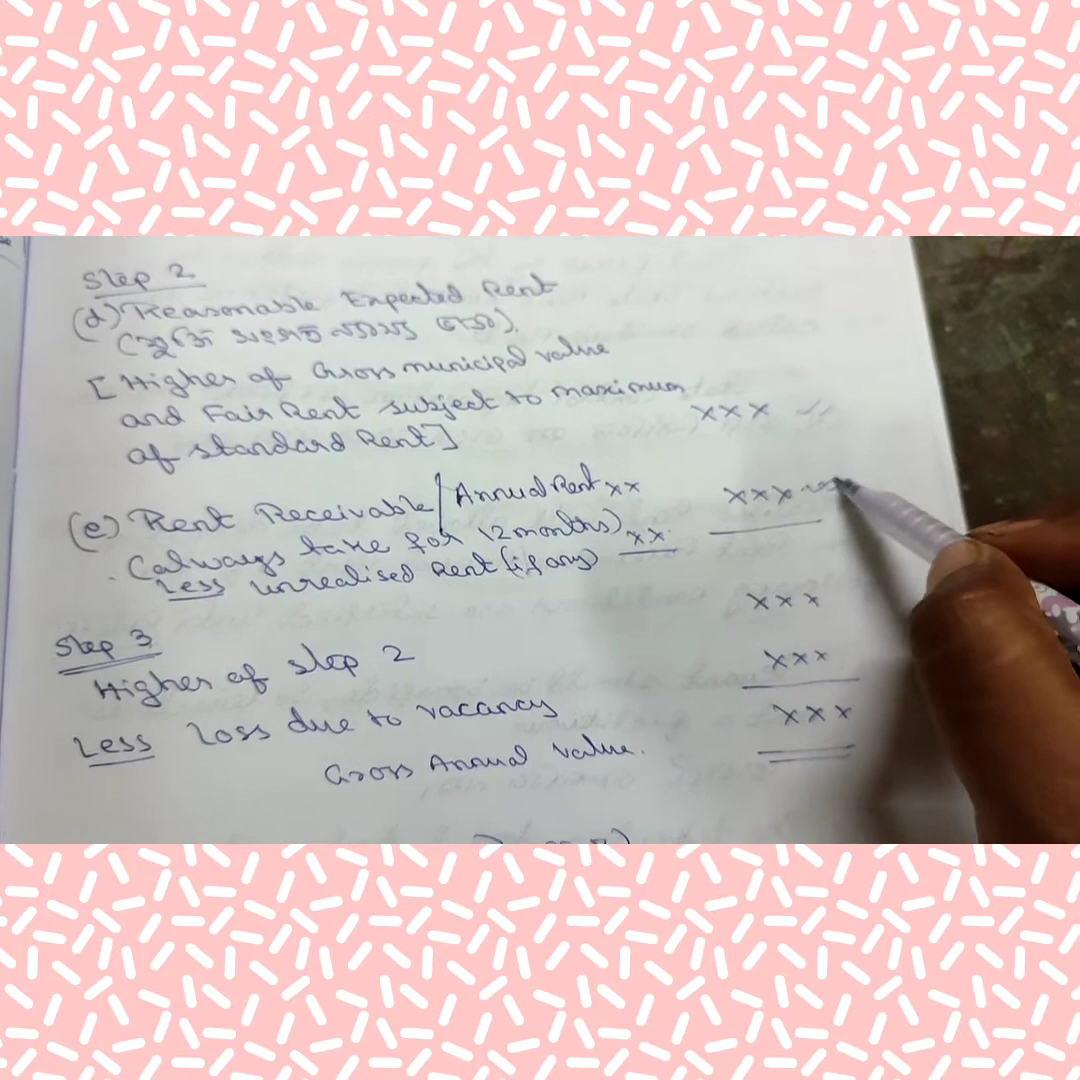 Step 2
(d) Reasonable Expected Rent
[Higher of Gross municipal value
and Fair Rent subject to maximum
of standard Rent] xxx
(e) Rent Receivable/Annual Rent xx xxx
(always take for 12 months)
Less unrealised Rent (if any) xx
xxx
Step 3
Higher of step 2 xxx
Less Loss due to vacancy xxx
Gross Annual Value.